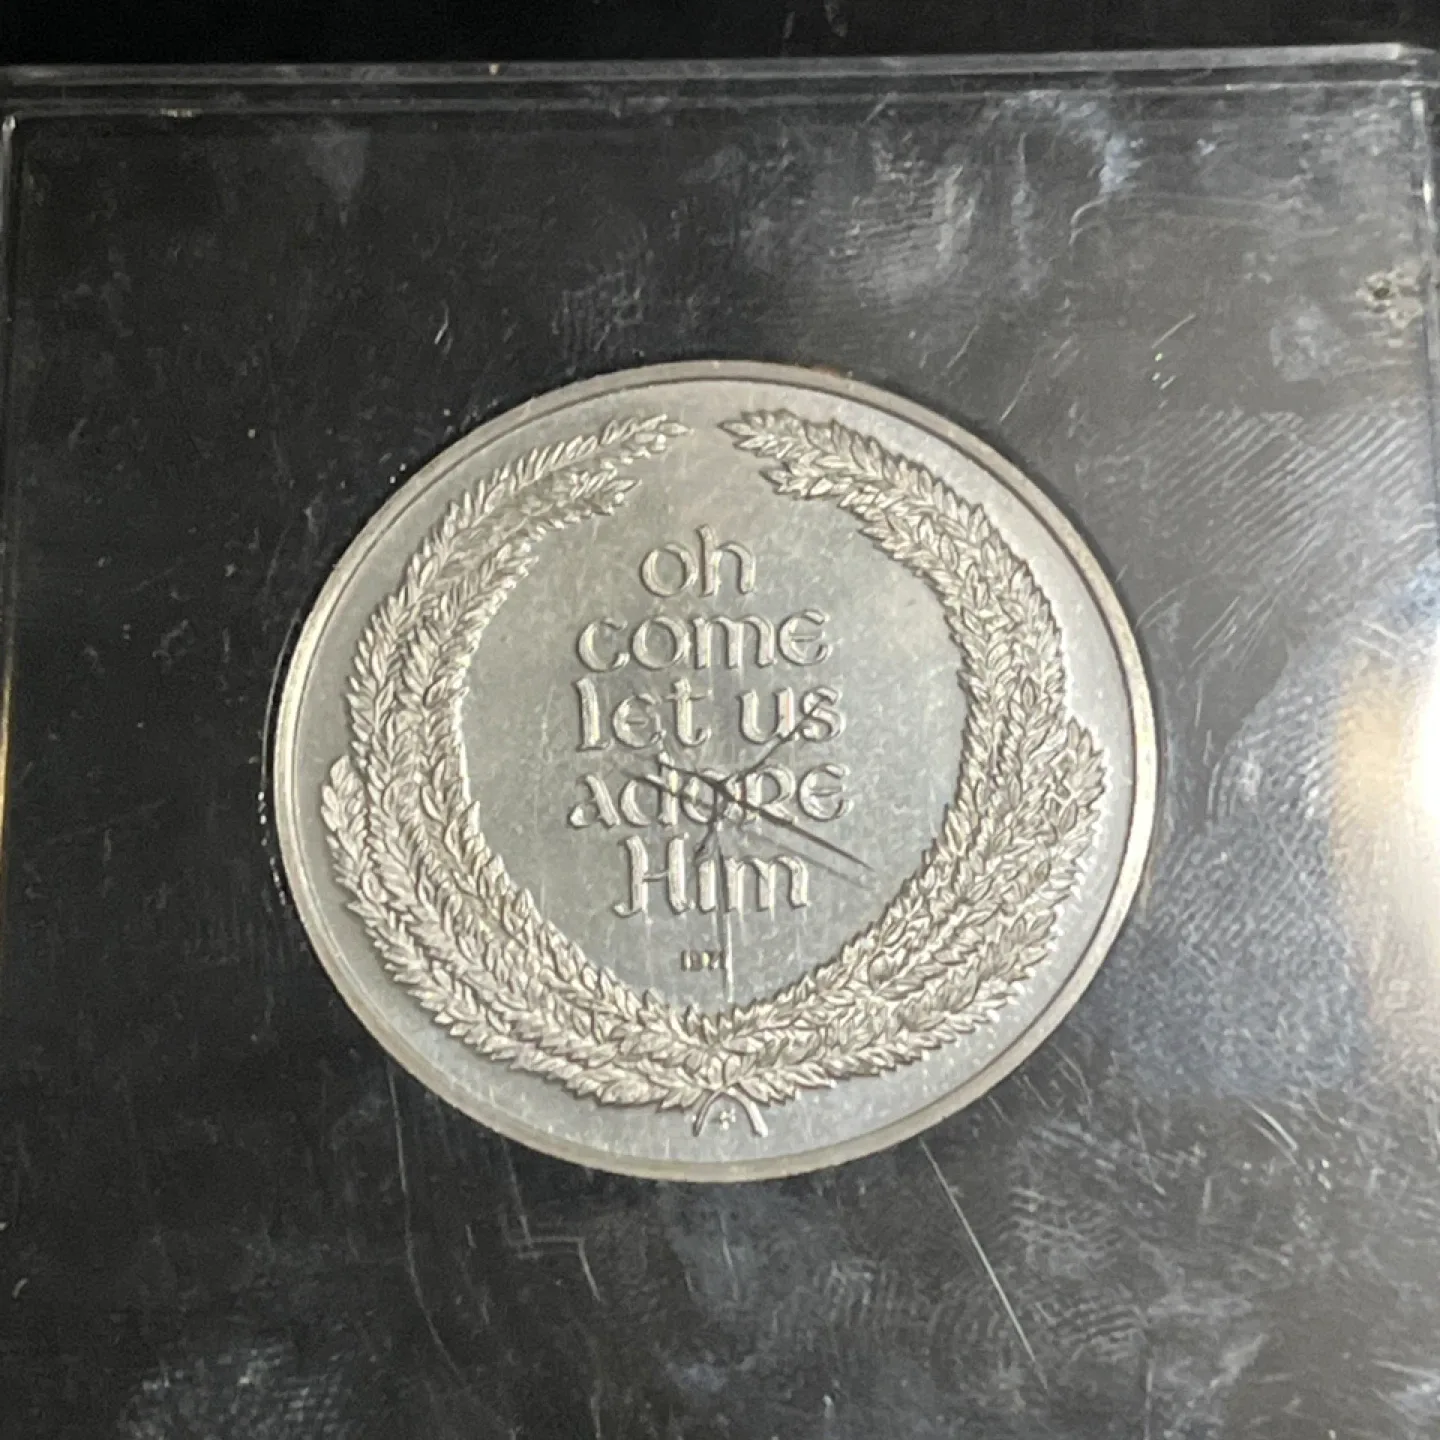 oh
come
let us
adore
Him